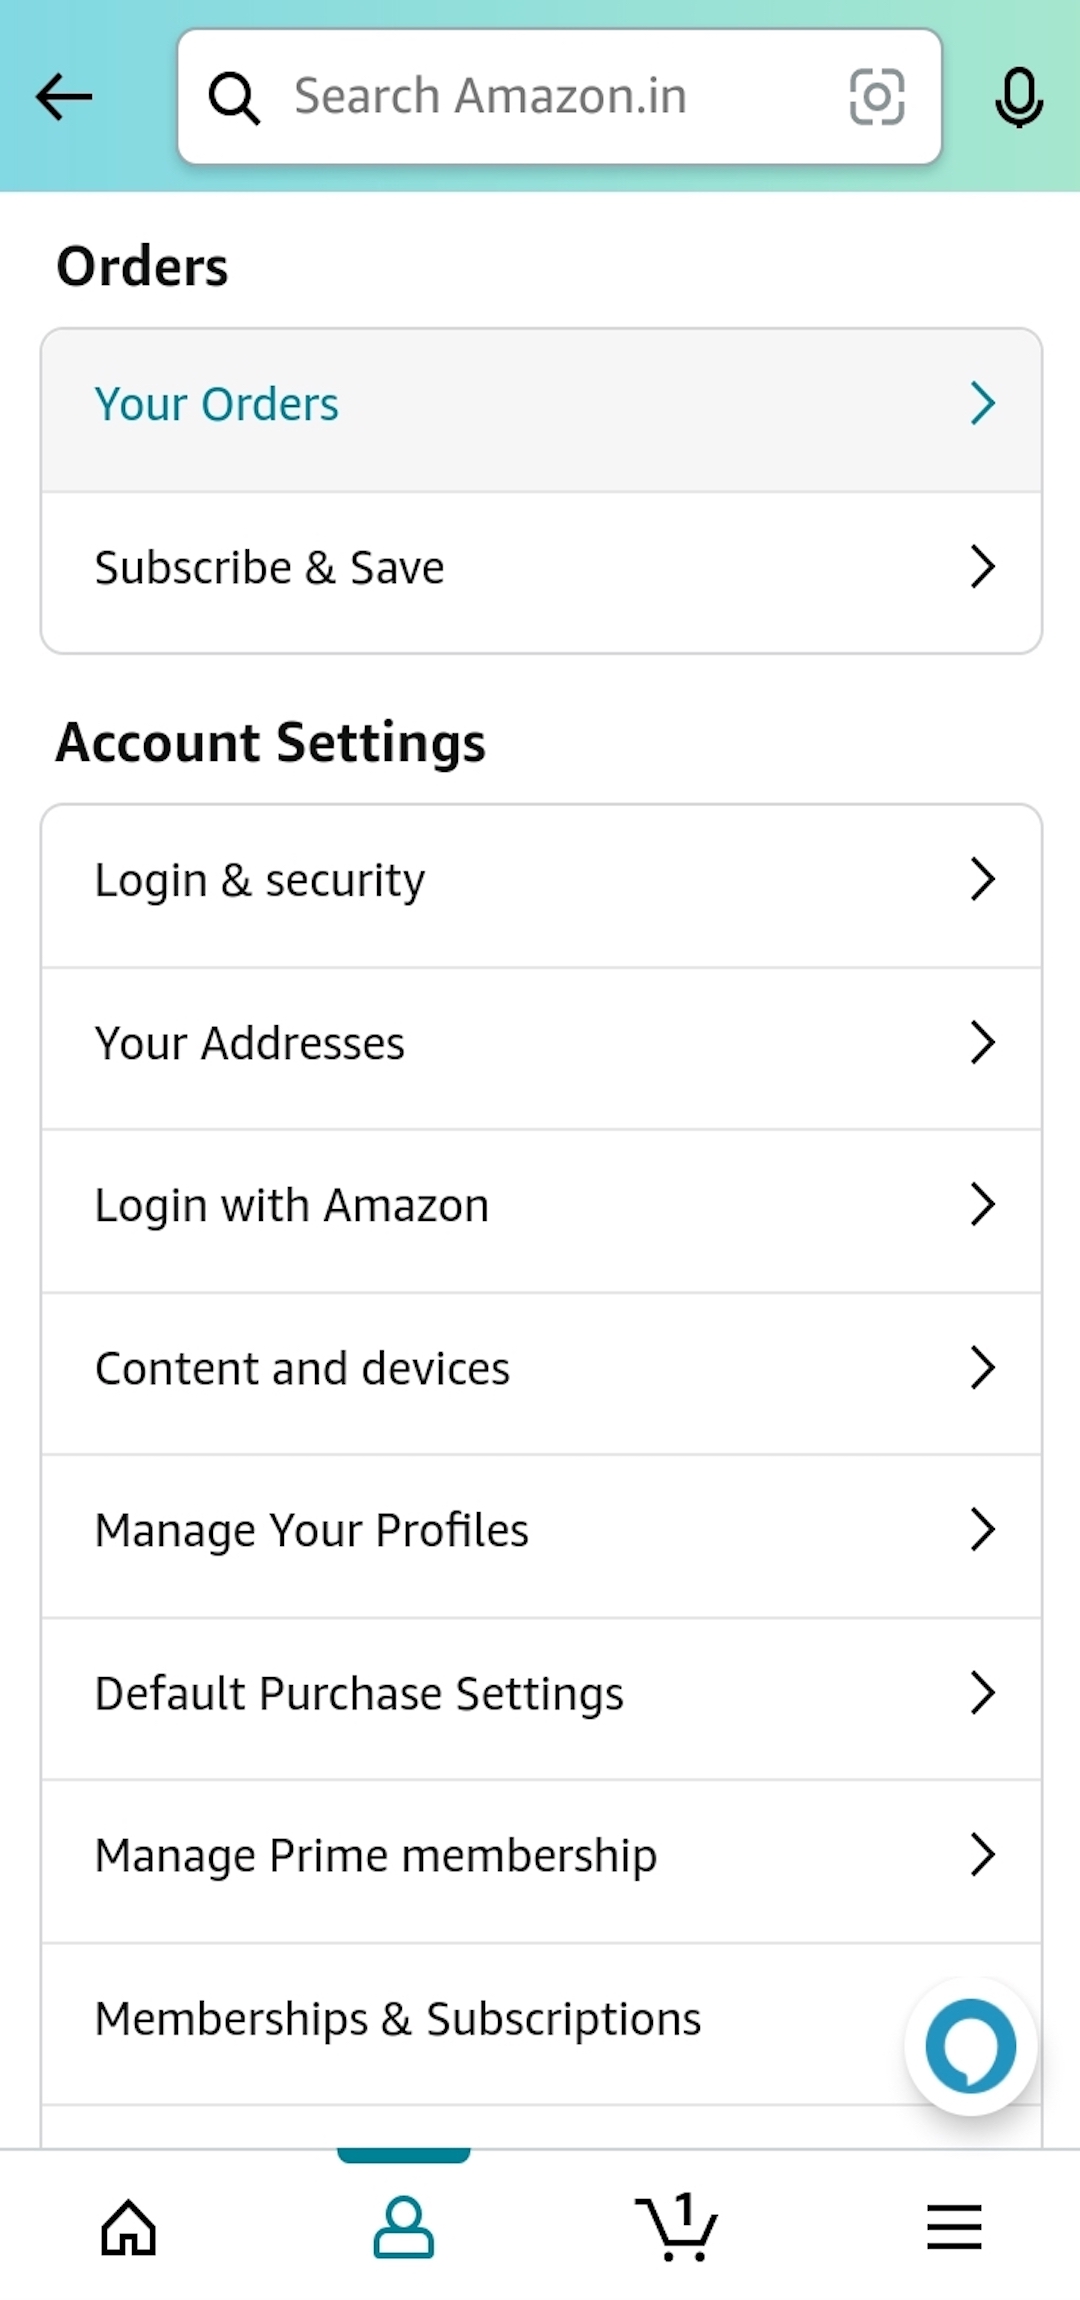 Search Amazon.in
Orders
Your Orders
Subscribe & Save
Account Settings
Login & security
Your Addresses
Login with Amazon
Content and devices
Manage Your Profiles
Default Purchase Settings
Manage Prime membership
Memberships & Subscriptions
1